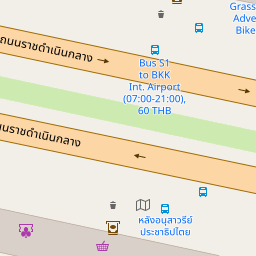 Grass
Adve
Bike
ถนนราชดำเนินกลาง
Bus S1
to BKK
Int. Airport
(07:00-21:00),
60 THB
นนราชดำเนินกลาง
หลังอนุสาวรีย์
ประชาธิปไตย